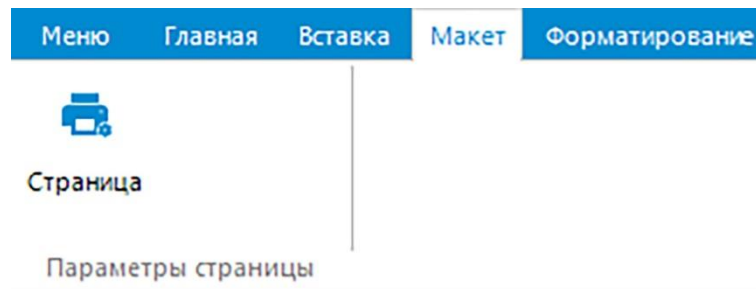 Меню Главная Вставка Макет Форматирование
Страница
Параметры страницы